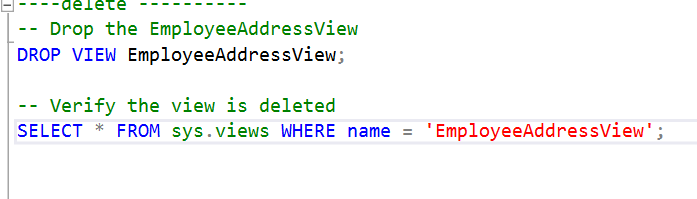 ----delete ----------
-- Drop the EmployeeAddressView
DROP VIEW EmployeeAddressView;
-- Verify the view is deleted
SELECT * FROM sys.views WHERE name = 'EmployeeAddressView';